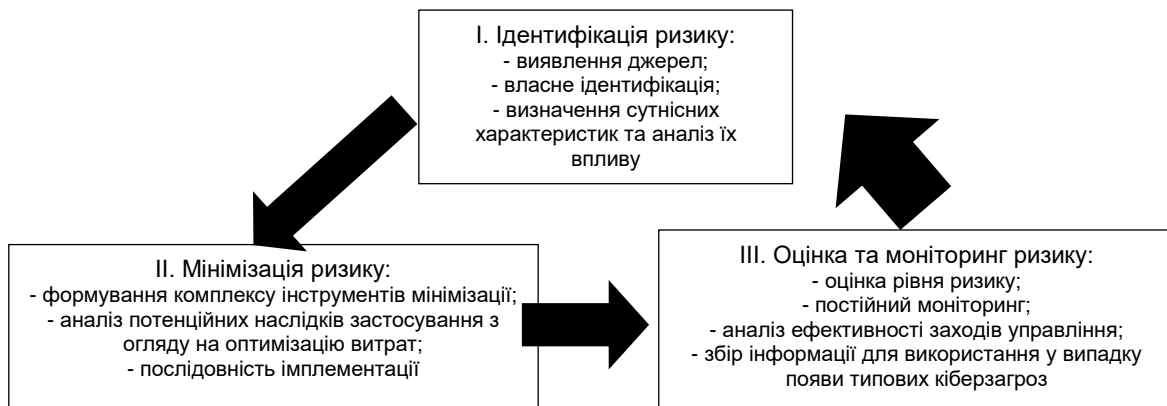 І. Ідентифікація ризику:
- виявлення джерел;
- власне ідентифікація;
- визначення сутнісних
характеристик та аналіз їх
впливу
ІІ. Мінімізація ризику:
- формування комплексу інструментів мінімізації;
- аналіз потенційних наслідків застосування з
огляду на оптимізацію витрат;
- послідовність імплементації
ІІІ. Оцінка та моніторинг ризику:
- оцінка рівня ризику;
- постійний моніторинг;
- аналіз ефективності заходів управління;
- збір інформації для використання у випадку
появи типових кіберзагроз